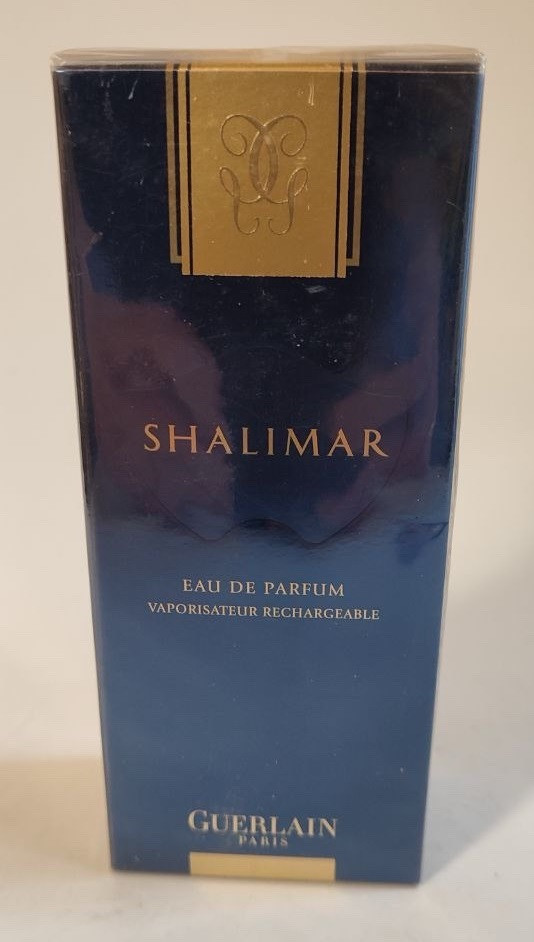 SHALIMAR
EAU DE PARFUM
VAPORISATEUR RECHARGEABLE
GUERLAIN
PARIS